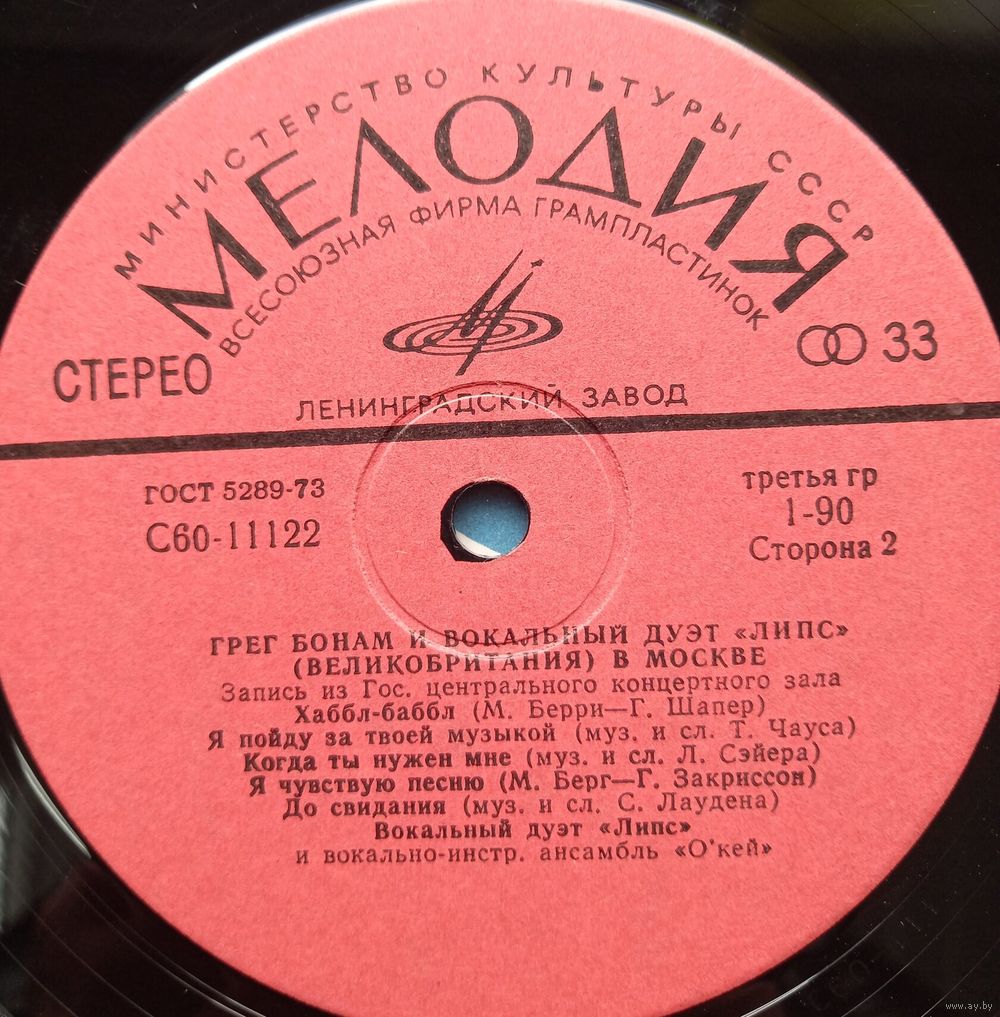 МИНИСТЕРСТВО КУЛЬТУРЫ СССР
МЕЛОДИЯ
ВСЕСОЮЗНАЯ ФИРМА ГРАМПЛАСТИНОК
СТЕРЕО
33
ЛЕНИНГРАДСКИЙ ЗАВОД
ГОСТ 5289-73
С60-11122
третья гр
1-90
Сторона 2
ГРЕГ БОНАМ И ВОКАЛЬНЫЙ ДУЭТ «ЛИПС»
(ВЕЛИКОБРИТАНИЯ) В МОСКВЕ
Запись из Гос. центрального концертного зала
Хаббл-баббл (М. Берри—Г. Шапер)
Я пойду за твоей музыкой (муз. и сл. Т. Чауса)
Когда ты нужен мне (муз. и сл. Л. Сэйера)
Я чувствую песню (М. Берг—Г. Закриссон)
До свидания (муз. и сл. С. Лаудена)
Вокальный дуэт «Липс»
и вокально-инстр. ансамбль «О'кей»
www.ay.by